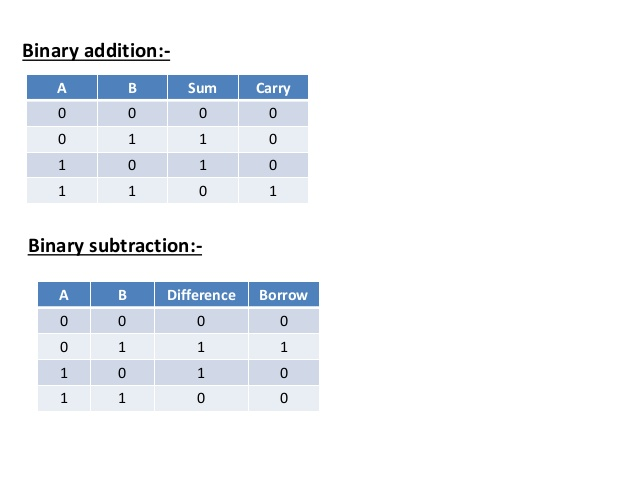 Binary addition:-
A B Sum Carry
0 0 0 0
0 1 1 0
1 0 1 0
1 1 0 1
Binary subtraction:-
A B Difference Borrow
0 0 0 0
0 1 1 1
1 0 1 0
1 1 0 0